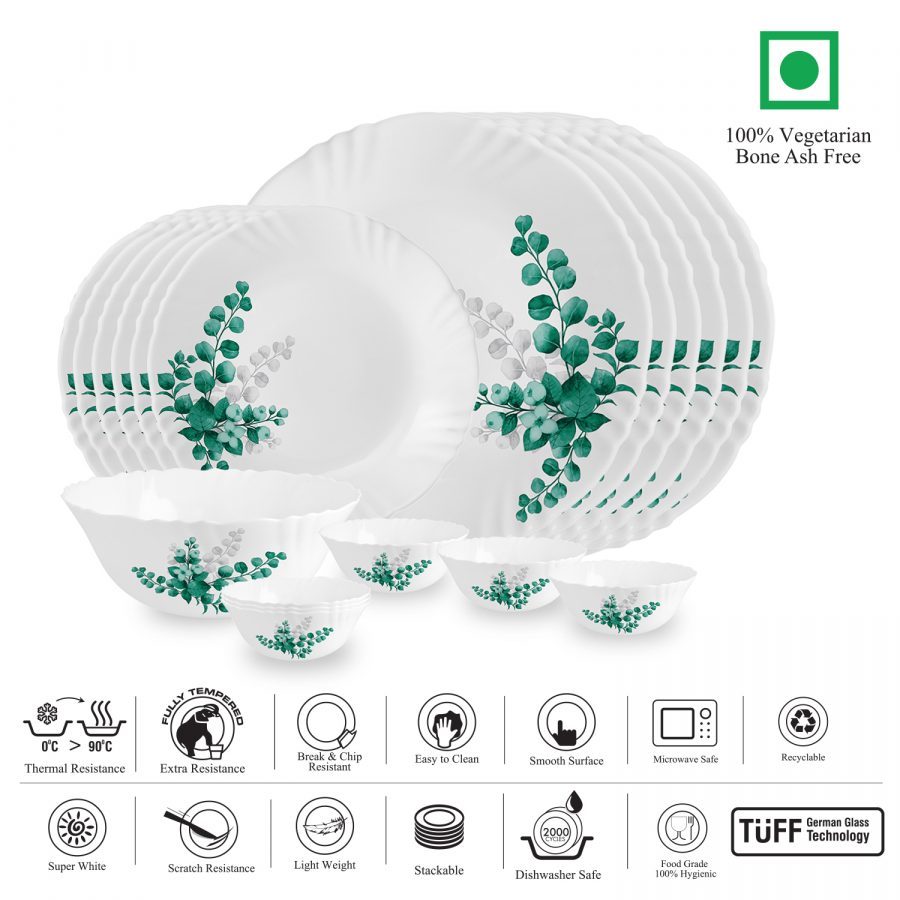 100% Vegetarian
Bone Ash Free
FULLY TEMPERED
0°C > 90°C
Thermal Resistance
Extra Resistance
Break & Chip
Resistant
Easy to Clean
Smooth Surface
Microwave Safe
Recyclable
Super White
Scratch Resistance
Light Weight
Stackable
2000
CYCLES
Dishwasher Safe
Food Grade
100% Hygienic
TüFF German Glass
Technology